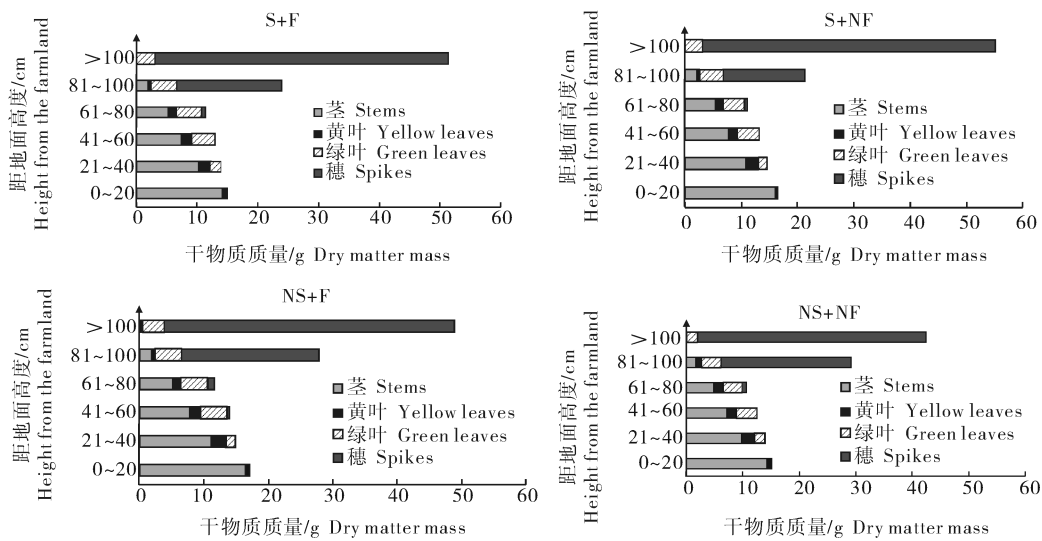 S+F
距地面高度/cm
Height from the farmland
>100
81~100
61~80
41~60
21~40
0~20
茎 Stems
黄叶 Yellow leaves
绿叶 Green leaves
穗 Spikes
0 10 20 30 40 50 60
干物质质量/g Dry matter mass
S+NF
距地面高度/cm
Height from the farmland
>100
81~100
61~80
41~60
21~40
0~20
茎 Stems
黄叶 Yellow leaves
绿叶 Green leaves
穗 Spikes
0 10 20 30 40 50 60
干物质质量/g Dry matter mass
NS+F
距地面高度/cm
Height from the farmland
>100
81~100
61~80
41~60
21~40
0~20
茎 Stems
黄叶 Yellow leaves
绿叶 Green leaves
穗 Spikes
0 10 20 30 40 50 60
干物质质量/g Dry matter mass
NS+NF
距地面高度/cm
Height from the farmland
>100
81~100
61~80
41~60
21~40
0~20
茎 Stems
黄叶 Yellow leaves
绿叶 Green leaves
穗 Spikes
0 10 20 30 40 50 60
干物质质量/g Dry matter mass